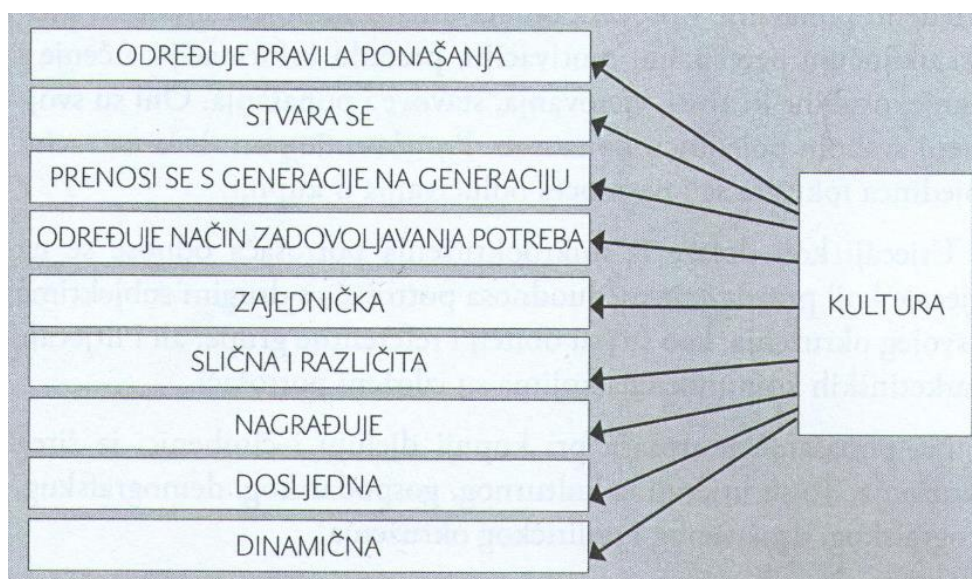 ODREĐUJE PRAVILA PONAŠANJA
STVARA SE
PRENOSI SE S GENERACIJE NA GENERACIJU
ODREĐUJE NAČIN ZADOVOLJAVANJA POTREBA
ZAJEDNIČKA
SLIČNA I RAZLIČITA
NAGRAĐUJE
DOSLJEDNA
DINAMIČNA
KULTURA